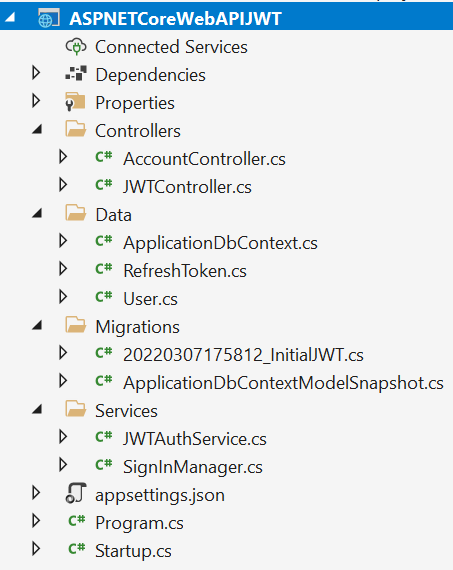 ASPNETCoreWebAPIJWT
Connected Services
Dependencies
Properties
Controllers
C# AccountController.cs
C# JWTController.cs
Data
C# ApplicationDbContext.cs
C# RefreshToken.cs
C# User.cs
Migrations
C# 20220307175812_InitialJWT.cs
C# ApplicationDbContextModelSnapshot.cs
Services
C# JWTAuthService.cs
C# SignInManager.cs
appsettings.json
C# Program.cs
C# Startup.cs